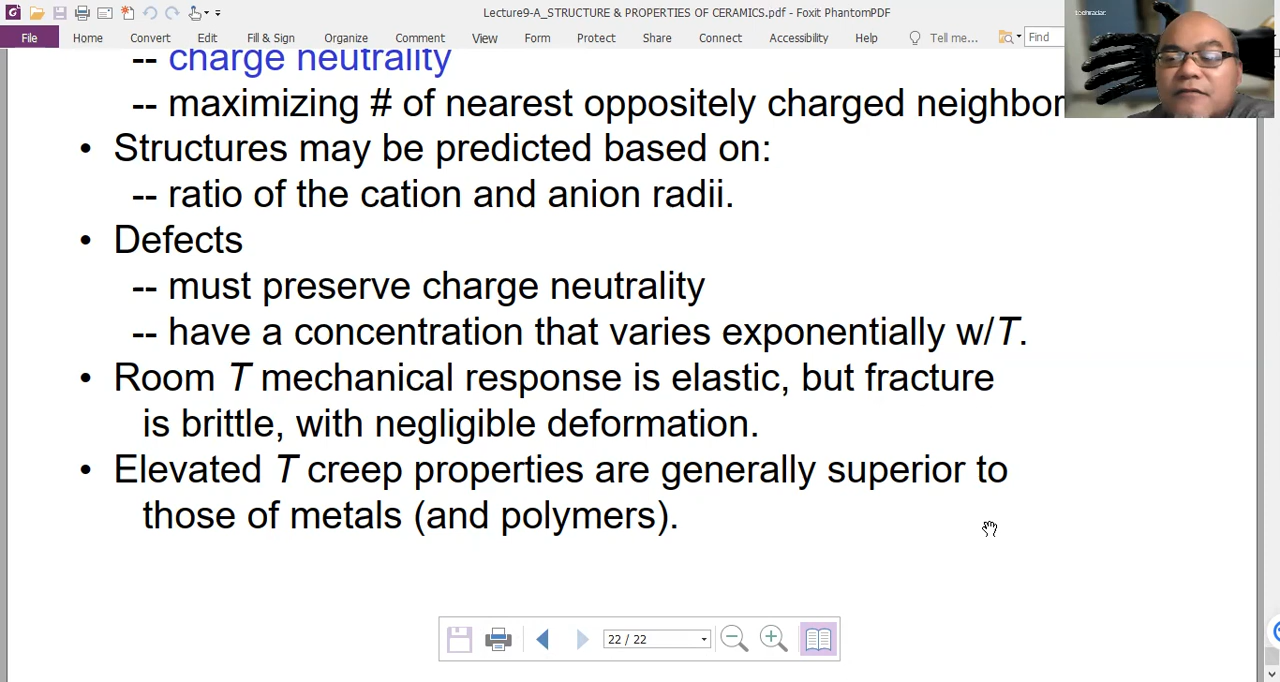 Lecture9-A_STRUCTURE & PROPERTIES OF CERAMICS.pdf - Foxit PhantomPDF
File Home Convert Edit Fill & Sign Organize Comment View Form Protect Share Connect Accessibility Help Tell me... Find
-- charge neutrality
-- maximizing # of nearest oppositely charged neighbor
• Structures may be predicted based on:
-- ratio of the cation and anion radii.
• Defects
-- must preserve charge neutrality
-- have a concentration that varies exponentially w/T.
• Room T mechanical response is elastic, but fracture
is brittle, with negligible deformation.
• Elevated T creep properties are generally superior to
those of metals (and polymers).
22 / 22